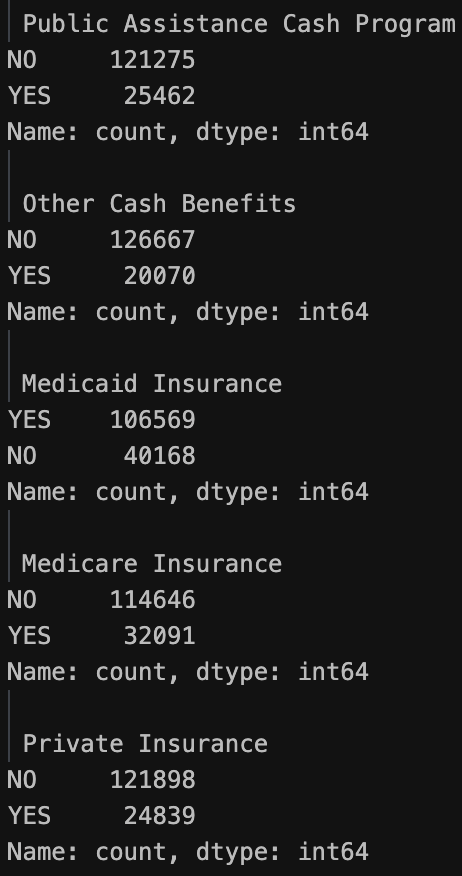 Public Assistance Cash Program
NO     121275
YES     25462
Name: count, dtype: int64
Other Cash Benefits
NO     126667
YES     20070
Name: count, dtype: int64
Medicaid Insurance
YES    106569
NO      40168
Name: count, dtype: int64
Medicare Insurance
NO     114646
YES     32091
Name: count, dtype: int64
Private Insurance
NO     121898
YES     24839
Name: count, dtype: int64